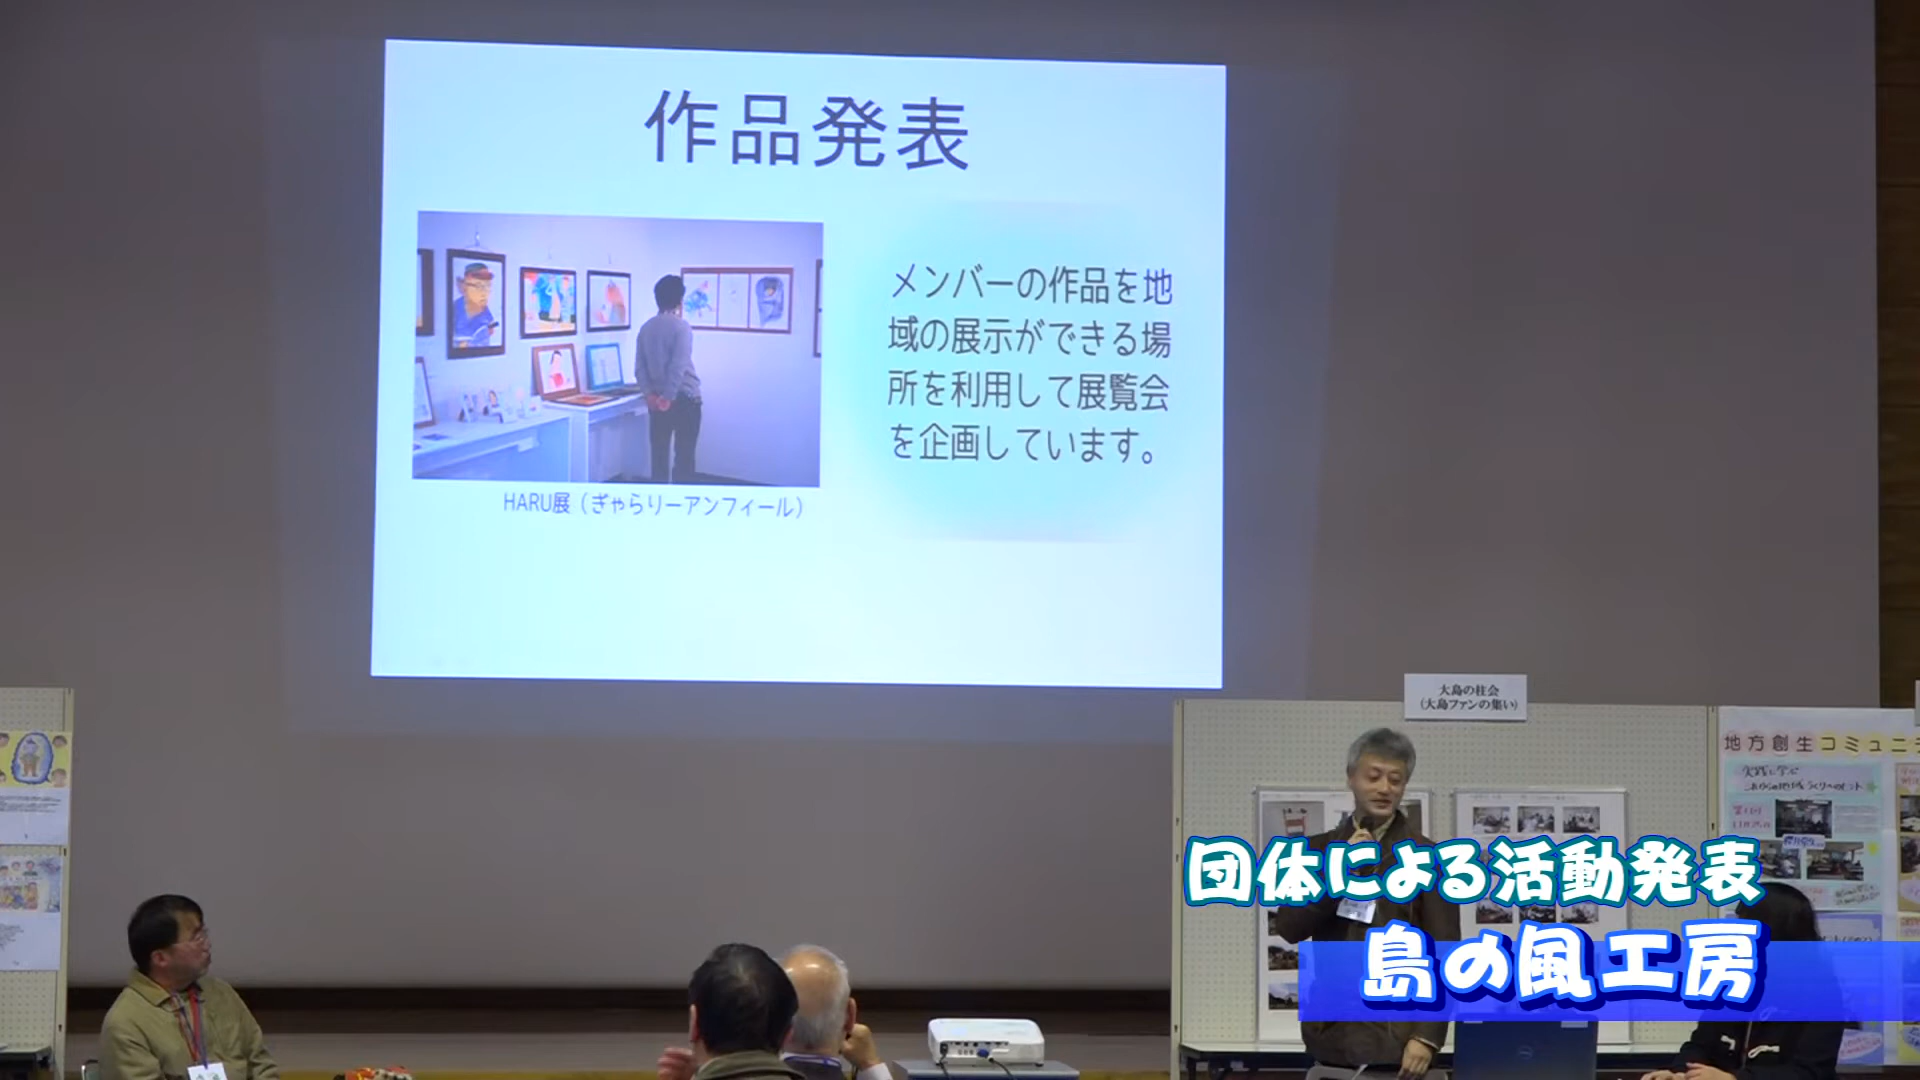 作品発表
メンバーの作品を地
域の展示ができる場
所を利用して展覧会
を企画しています。
HARU展（ぎゃらりーアンフィール）
大島の柱会
（大島ファンの集い）
地方創生コミュニ
団体による活動発表
島の風工房